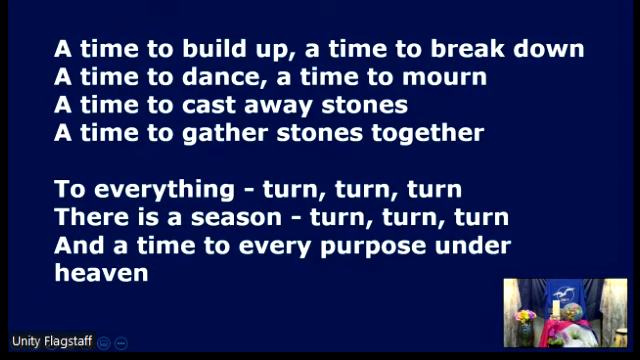 A time to build up, a time to break down
A time to dance, a time to mourn
A time to cast away stones
A time to gather stones together
To everything - turn, turn, turn
There is a season - turn, turn, turn
And a time to every purpose under
heaven
Unity Flagstaff